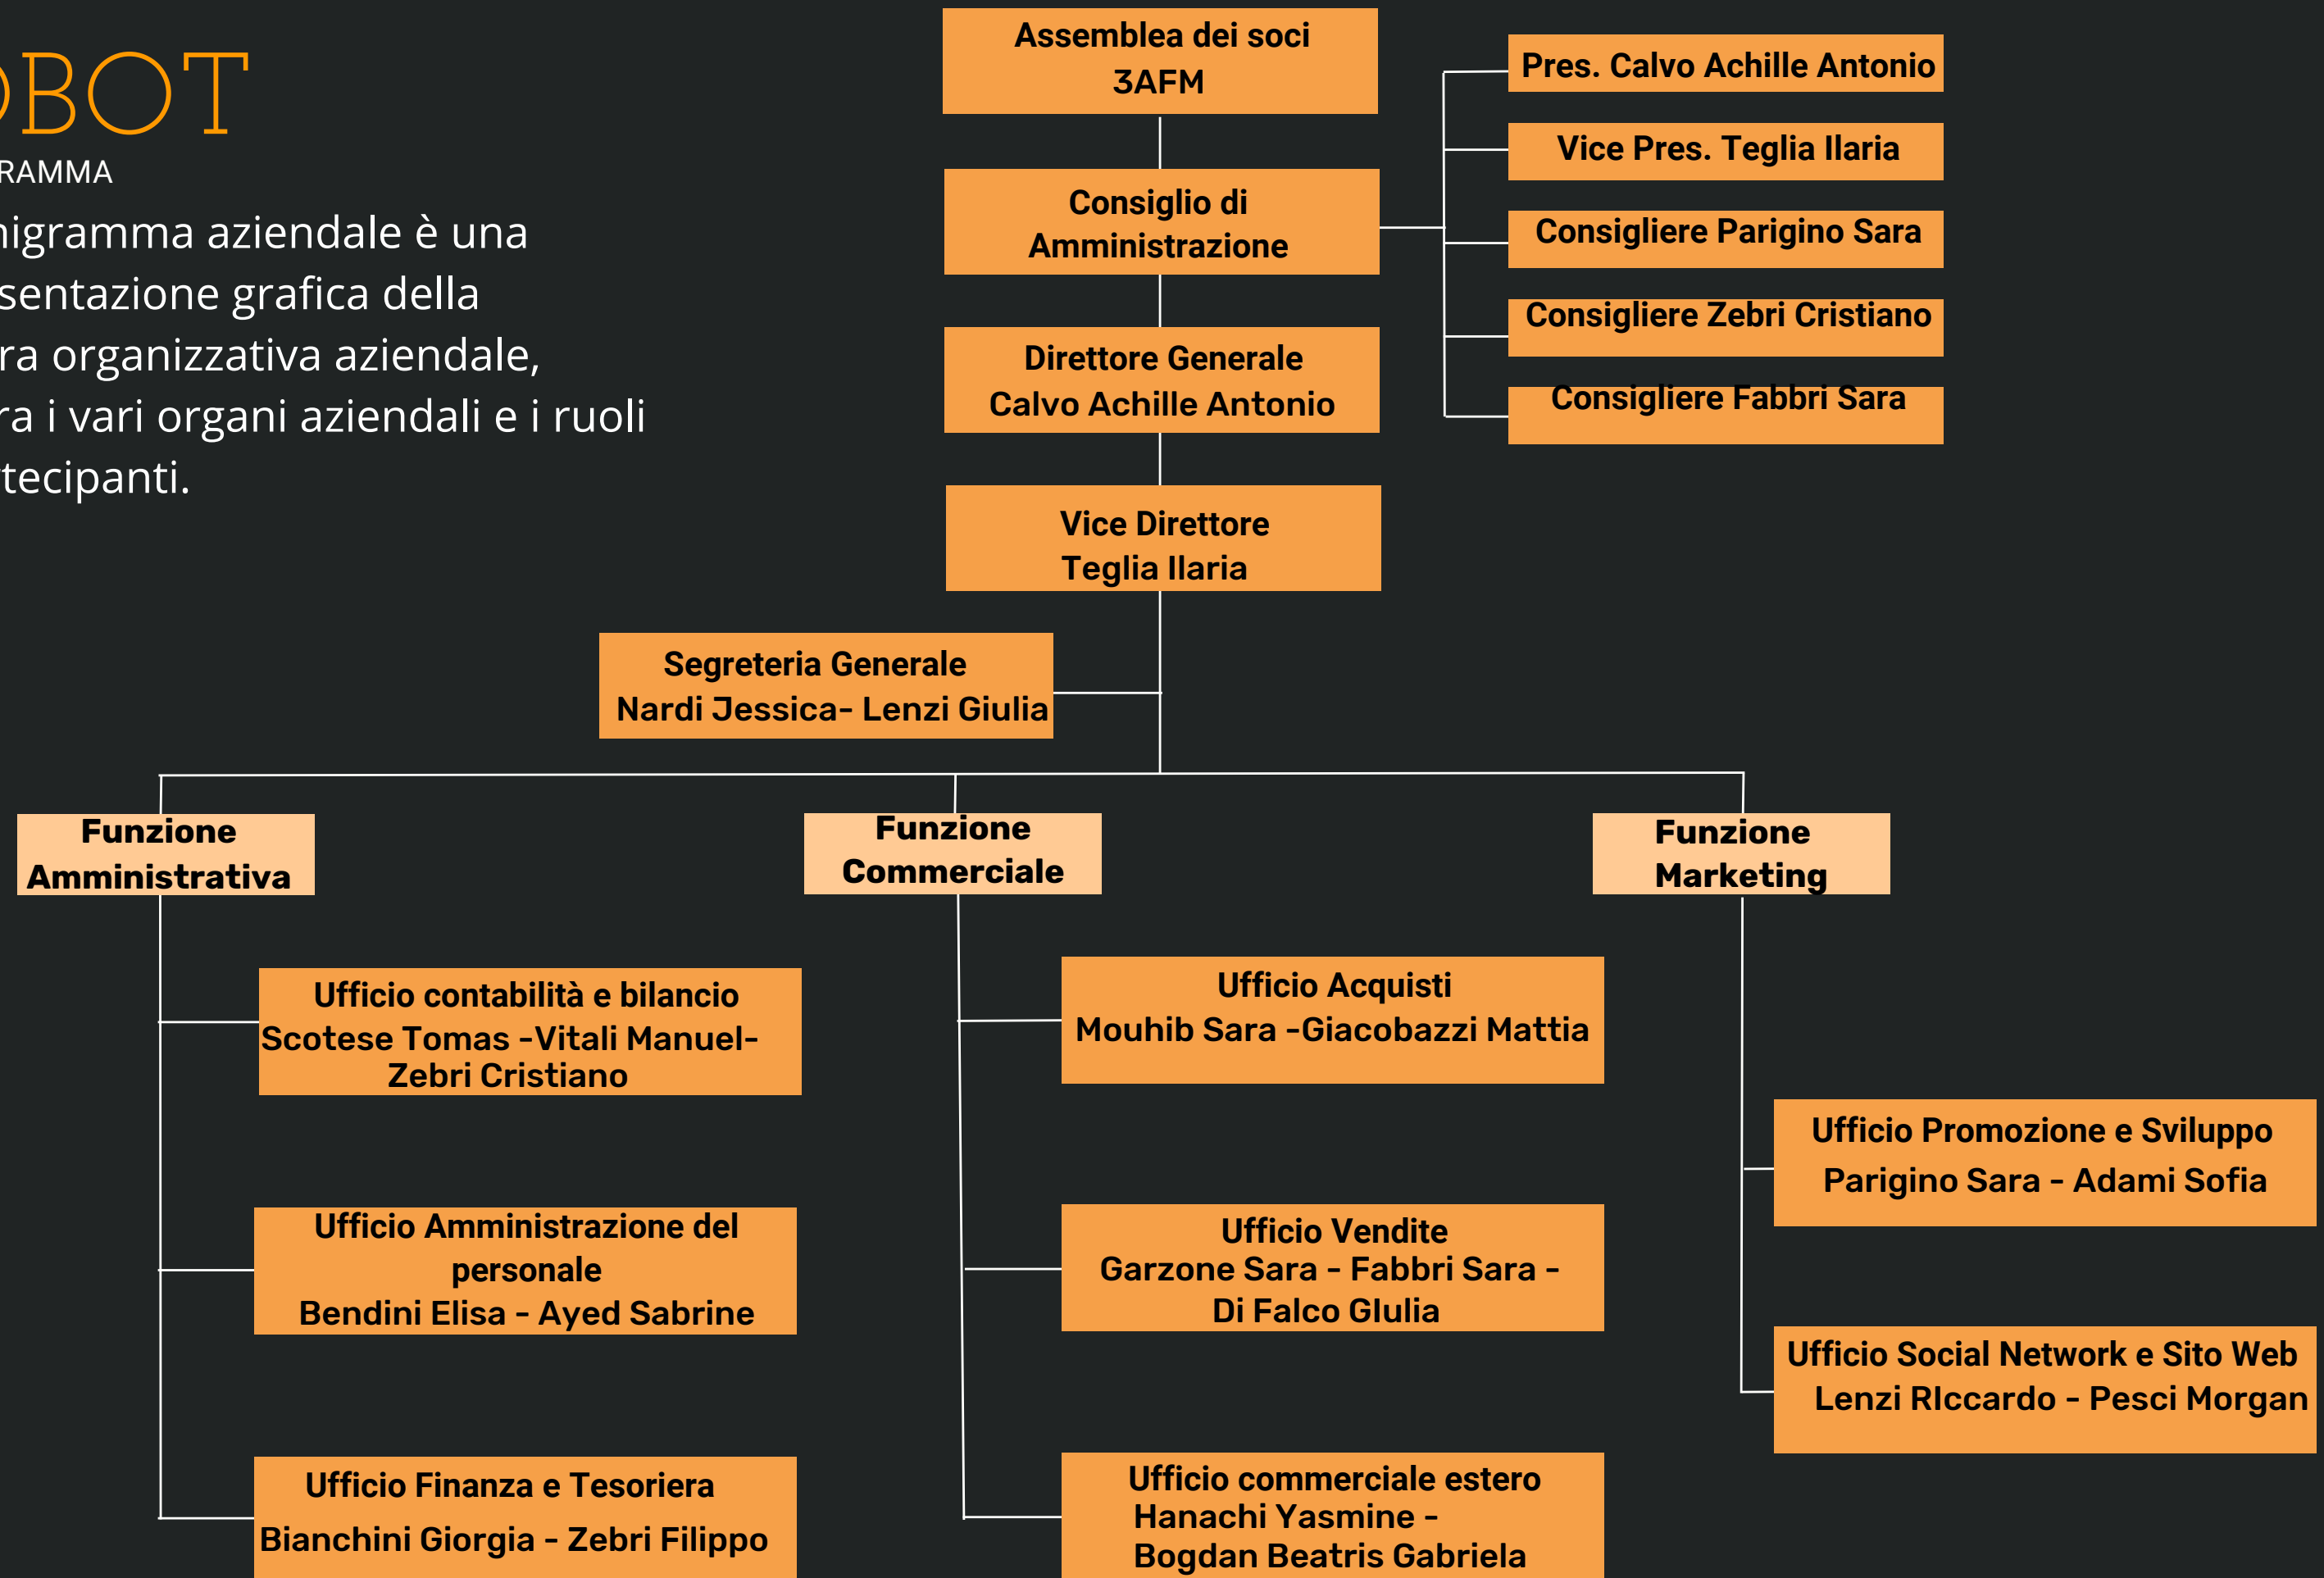 OBOT
RAMMA
nigramma aziendale è una
sentazione grafica della
ra organizzativa aziendale,
ra i vari organi aziendali e i ruoli
tecipanti.
Assemblea dei soci
3AFM
Consiglio di
Amministrazione
Pres. Calvo Achille Antonio
Vice Pres. Teglia Ilaria
Consigliere Parigino Sara
Consigliere Zebri Cristiano
Consigliere Fabbri Sara
Direttore Generale
Calvo Achille Antonio
Vice Direttore
Teglia Ilaria
Segreteria Generale
Nardi Jessica- Lenzi Giulia
Funzione
Amministrativa
Ufficio contabilità e bilancio
Scotese Tomas -Vitali Manuel-
Zebri Cristiano
Ufficio Amministrazione del
personale
Bendini Elisa - Ayed Sabrine
Ufficio Finanza e Tesoriera
Bianchini Giorgia - Zebri Filippo
Funzione
Commerciale
Ufficio Acquisti
Mouhib Sara -Giacobazzi Mattia
Ufficio Vendite
Garzone Sara - Fabbri Sara -
Di Falco GIulia
Ufficio commerciale estero
Hanachi Yasmine -
Bogdan Beatris Gabriela
Funzione
Marketing
Ufficio Promozione e Sviluppo
Parigino Sara - Adami Sofia
Ufficio Social Network e Sito Web
Lenzi RIccardo - Pesci Morgan